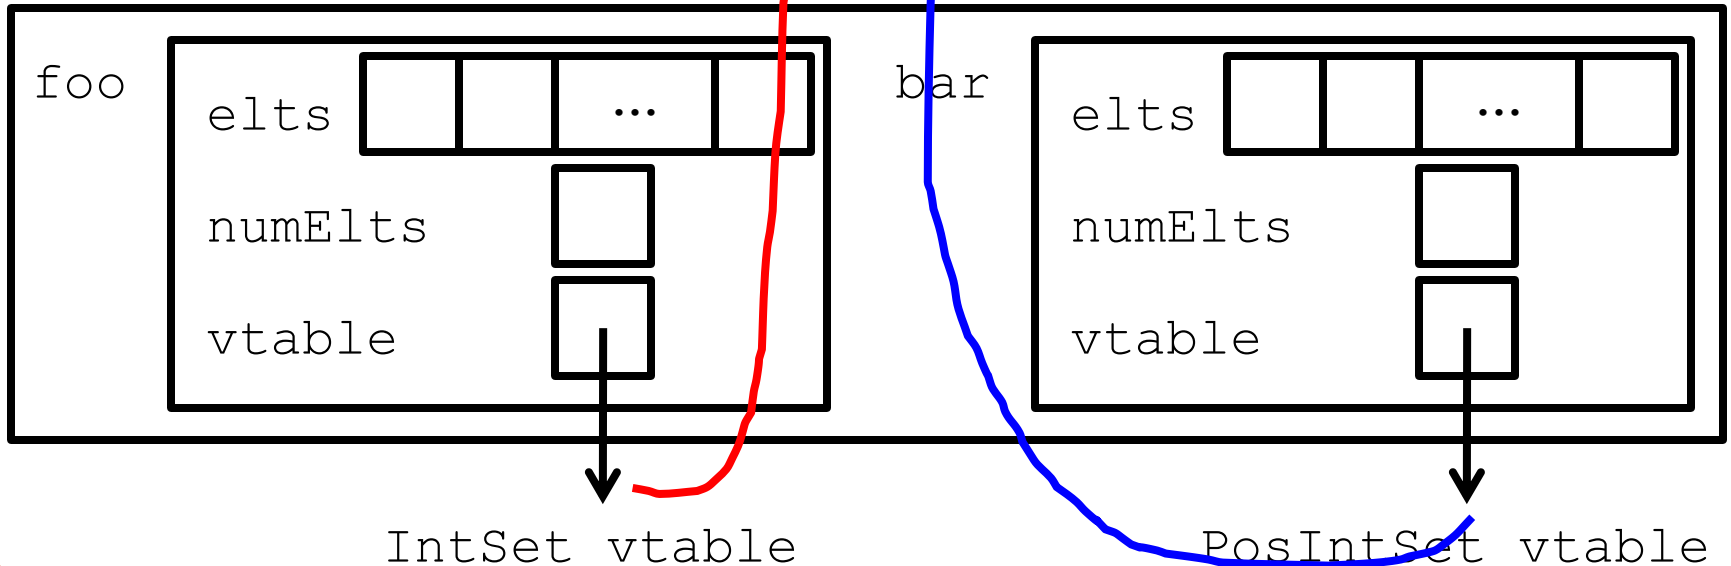 foo
elts ...
numElts
vtable
IntSet vtable
bar
elts ...
numElts
vtable
PosIntSet vtable